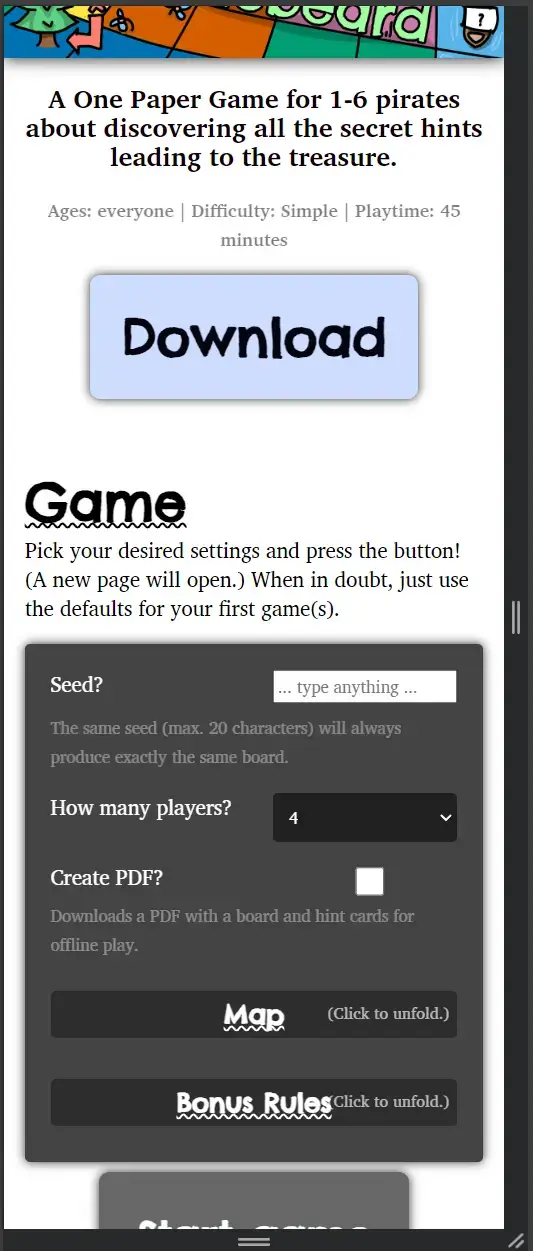 board
?
A One Paper Game for 1-6 pirates
about discovering all the secret hints
leading to the treasure.
Ages: everyone | Difficulty: Simple | Playtime: 45
minutes
Download
Game
Pick your desired settings and press the button!
(A new page will open.) When in doubt, just use
the defaults for your first game(s).
Seed?
... type anything ...
The same seed (max. 20 characters) will always
produce exactly the same board.
How many players?
4
Create PDF?
Downloads a PDF with a board and hint cards for
offline play.
Map (Click to unfold.)
Bonus Rules (Click to unfold.)
Start game